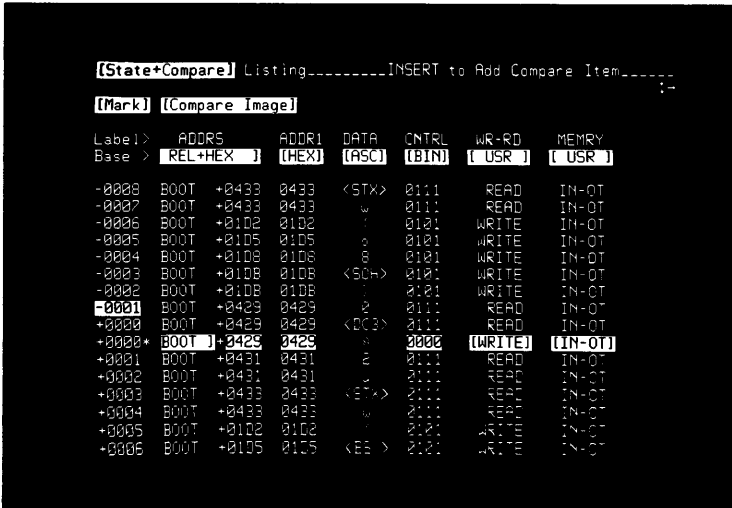 [State+Compare] Listing_________INSERT to Add Compare Item______
:→
[Mark] [Compare Image]
Label> ADDRS ADDR1 DATA CNTRL WR-RD MEMRY
Base > REL+HEX ] [HEX] [ASC] [BIN] [ USR ] [ USR ]
-0008 BOOT +0433 0433 <STX> 0111 READ IN-OT
-0007 BOOT +0433 0433 w 0111 READ IN-OT
-0006 BOOT +01D2 01D2 0101 WRITE IN-OT
-0005 BOOT +01D5 01D5 0101 WRITE IN-OT
-0004 BOOT +01D8 01D8 8 0101 WRITE IN-OT
-0003 BOOT +01DB 01DB <SOH> 0101 WRITE IN-OT
-0002 BOOT +01DB 01DB 0101 WRITE IN-OT
-0001 BOOT +0429 0429 0111 READ IN-OT
+0000 BOOT +0429 0429 <DC3> 0111 READ IN-OT
+0000* BOOT ]+0429 0429 0000 [WRITE] [IN-OT]
+0001 BOOT +0431 0431 2 0111 READ IN-OT
+0002 BOOT +0431 0431 0111 READ IN-OT
+0003 BOOT +0433 0433 <STX> 0111 READ IN-OT
+0004 BOOT +0433 0433 w 0111 READ IN-OT
+0005 BOOT +01D2 01D2 0101 WRITE IN-OT
+0006 BOOT +01D5 01D5 <BS > 0101 WRITE IN-OT